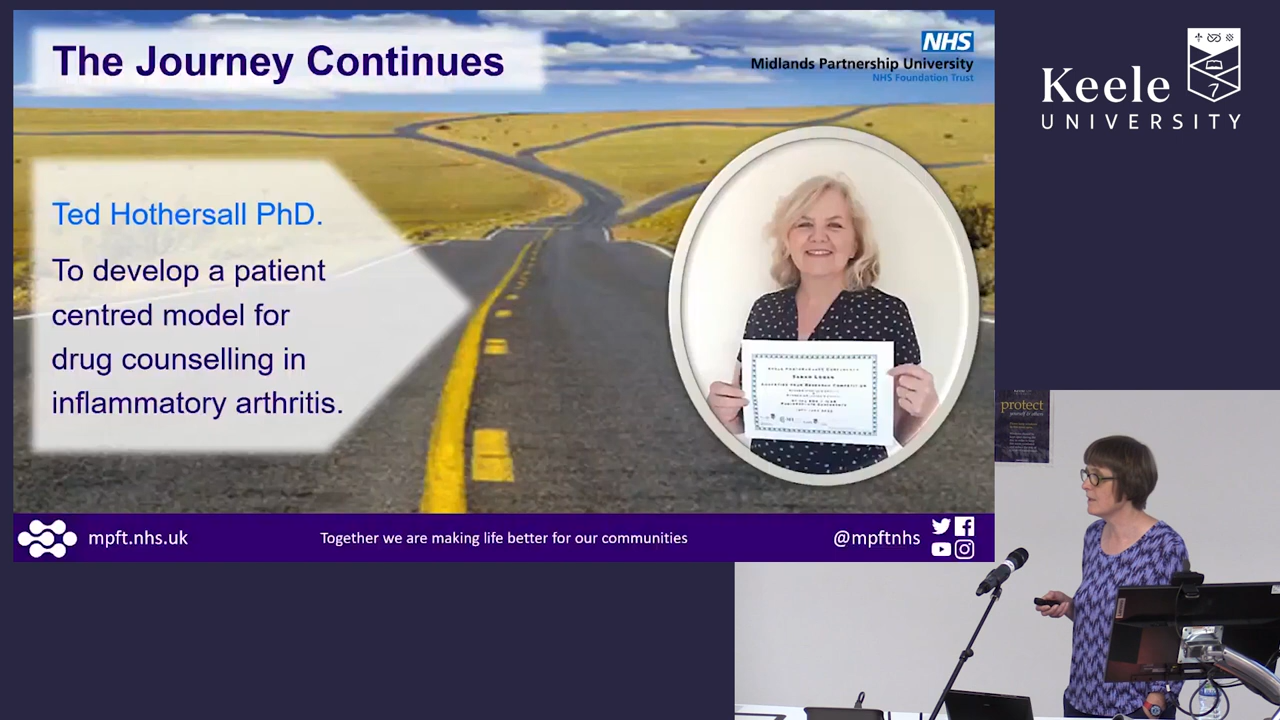 The Journey Continues
NHS
Midlands Partnership University
NHS Foundation Trust
Keele
UNIVERSITY
Ted Hothersall PhD.
To develop a patient
centred model for
drug counselling in
inflammatory arthritis.
mpft.nhs.uk
Together we are making life better for our communities
@mpftnhs
protect